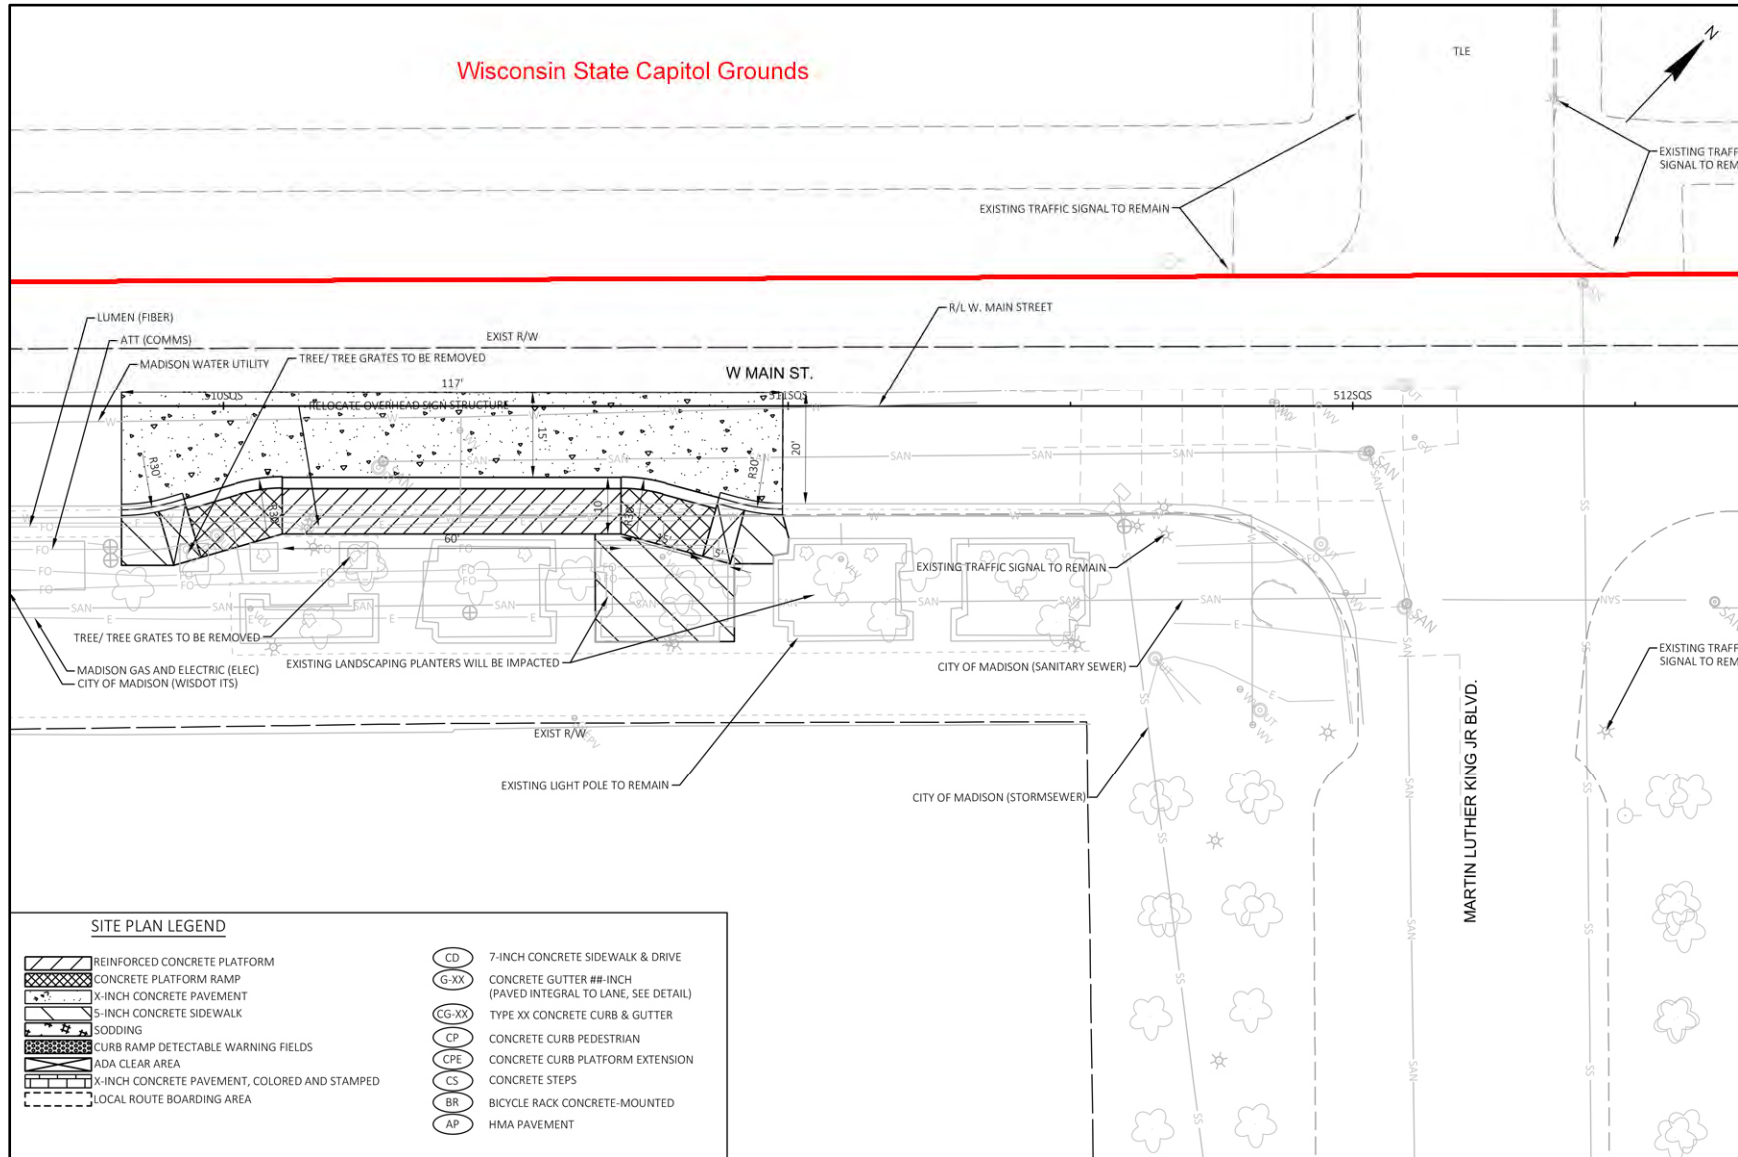 Wisconsin State Capitol Grounds
TLE
N
EXISTING TRAFF
SIGNAL TO REM
EXISTING TRAFFIC SIGNAL TO REMAIN
R/L W. MAIN STREET
LUMEN (FIBER)
EXIST R/W
ATT (COMMS)
TREE/ TREE GRATES TO BE REMOVED
MADISON WATER UTILITY
W MAIN ST.
117'
510SQS
RELOCATE OVERHEAD SIGN STRUCTURE
511SQS
512SQS
15'
20'
R30'
R30'
R30'
R30'
10'
60'
15'
5'
EXISTING TRAFFIC SIGNAL TO REMAIN
TREE/ TREE GRATES TO BE REMOVED
EXISTING LANDSCAPING PLANTERS WILL BE IMPACTED
MADISON GAS AND ELECTRIC (ELEC)
CITY OF MADISON (WISDOT ITS)
CITY OF MADISON (SANITARY SEWER)
EXISTING TRAFF
SIGNAL TO REM
EXIST R/W
EXISTING LIGHT POLE TO REMAIN
CITY OF MADISON (STORMSEWER)
MARTIN LUTHER KING JR BLVD.
SITE PLAN LEGEND
REINFORCED CONCRETE PLATFORM
CONCRETE PLATFORM RAMP
X-INCH CONCRETE PAVEMENT
5-INCH CONCRETE SIDEWALK
SODDING
CURB RAMP DETECTABLE WARNING FIELDS
ADA CLEAR AREA
X-INCH CONCRETE PAVEMENT, COLORED AND STAMPED
LOCAL ROUTE BOARDING AREA
CD 7-INCH CONCRETE SIDEWALK & DRIVE
G-XX CONCRETE GUTTER ##-INCH
(PAVED INTEGRAL TO LANE, SEE DETAIL)
CG-XX TYPE XX CONCRETE CURB & GUTTER
CP CONCRETE CURB PEDESTRIAN
CPE CONCRETE CURB PLATFORM EXTENSION
CS CONCRETE STEPS
BR BICYCLE RACK CONCRETE-MOUNTED
AP HMA PAVEMENT